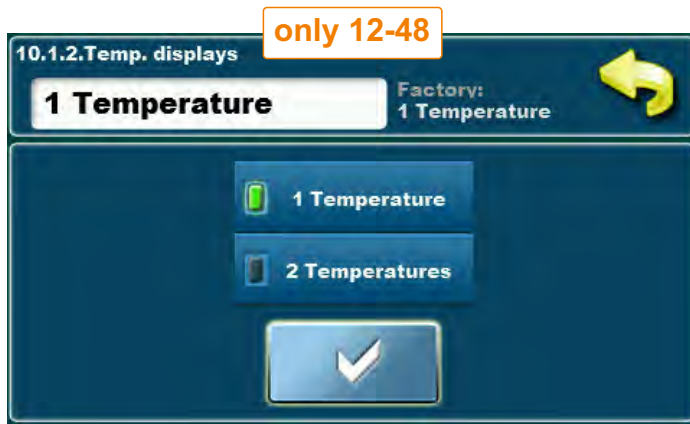 only 12-48
10.1.2.Temp. displays
1 Temperature
Factory:
1 Temperature
1 Temperature
2 Temperatures